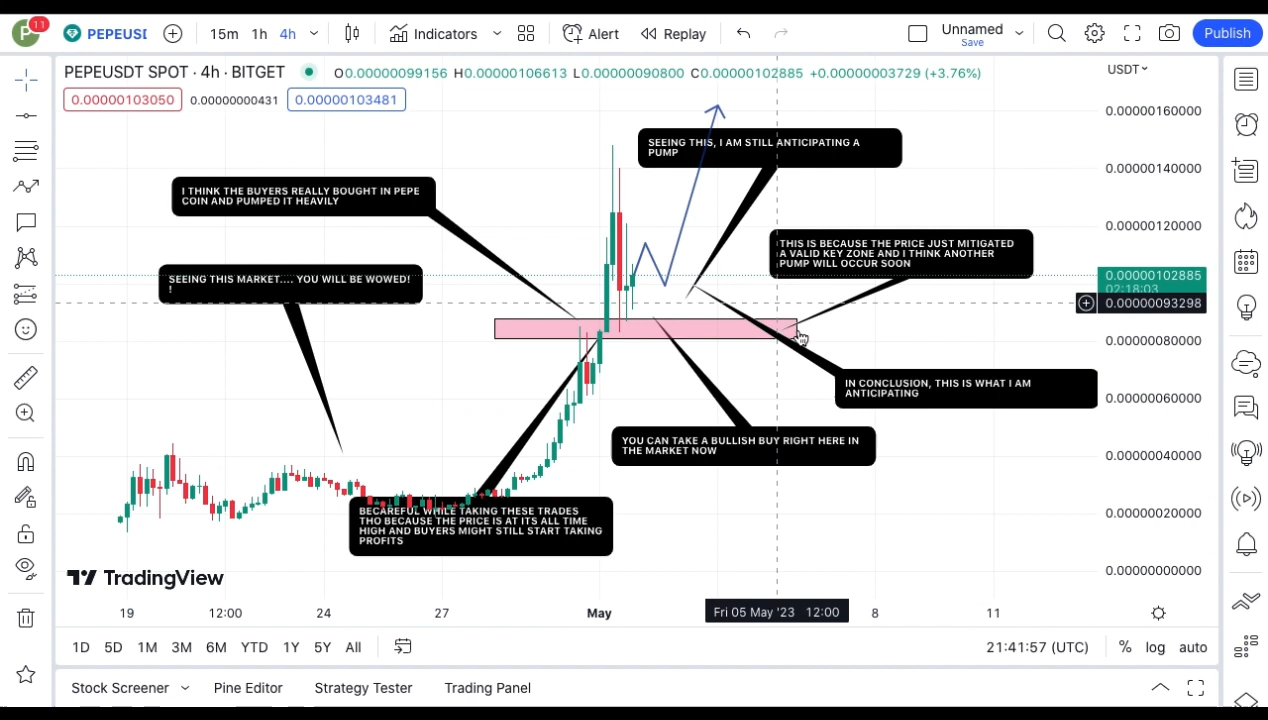 P
11
PEPEUSI
15m
1h
4h
Indicators
Alert
Replay
Unnamed
Save
Publish
PEPEUSDT SPOT · 4h · BITGET
O0.00000099156 H0.00000106613 L0.00000090800 C0.00000102885 +0.00000003729 (+3.76%)
USDT
0.00000103050
0.00000000431
0.00000103481
0.00000160000
SEEING THIS, I AM STILL ANTICIPATING A
PUMP
0.00000140000
I THINK THE BUYERS REALLY BOUGHT IN PEPE
COIN AND PUMPED IT HEAVILY
0.00000120000
THIS IS BECAUSE THE PRICE JUST MITIGATED
A VALID KEY ZONE AND I THINK ANOTHER
PUMP WILL OCCUR SOON
SEEING THIS MARKET.... YOU WILL BE WOWED!
!
0.00000102885
02:18:03
0.00000093298
0.00000080000
IN CONCLUSION, THIS IS WHAT I AM
ANTICIPATING
0.00000060000
YOU CAN TAKE A BULLISH BUY RIGHT HERE IN
THE MARKET NOW
0.00000040000
BECAREFUL WHILE TAKING THESE TRADES
THO BECAUSE THE PRICE IS AT ITS ALL TIME
HIGH AND BUYERS MIGHT STILL START TAKING
PROFITS
0.00000020000
0.00000000000
TradingView
19
12:00
24
27
May
Fri 05 May '23 12:00
8
11
1D
5D
1M
3M
6M
YTD
1Y
5Y
All
21:41:57 (UTC)
%
log
auto
Stock Screener
Pine Editor
Strategy Tester
Trading Panel